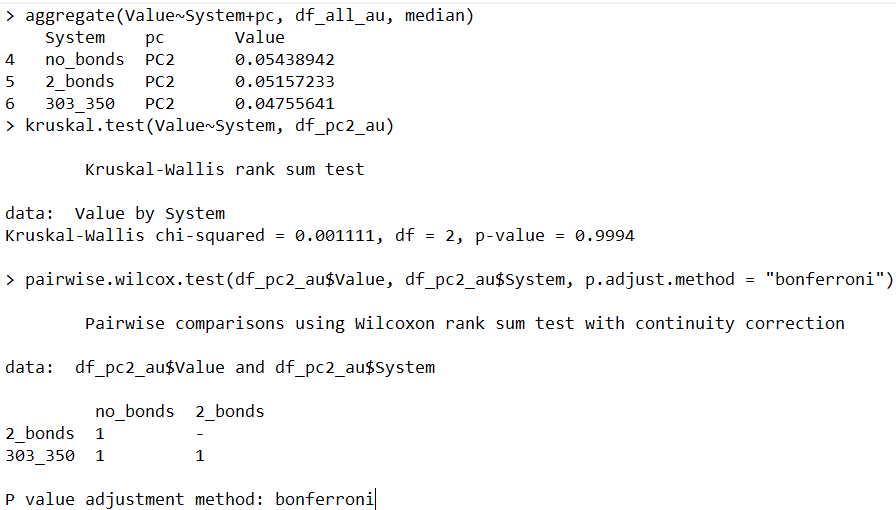 > aggregate(Value~System+pc, df_all_au, median)
System pc Value
4 no_bonds PC2 0.05438942
5 2_bonds PC2 0.05157233
6 303_350 PC2 0.04755641
> kruskal.test(Value~System, df_pc2_au)
Kruskal-Wallis rank sum test
data: Value by System
Kruskal-Wallis chi-squared = 0.001111, df = 2, p-value = 0.9994
> pairwise.wilcox.test(df_pc2_au$Value, df_pc2_au$System, p.adjust.method = "bonferroni")
Pairwise comparisons using Wilcoxon rank sum test with continuity correction
data: df_pc2_au$Value and df_pc2_au$System
no_bonds 2_bonds
2_bonds 1 -
303_350 1 1
P value adjustment method: bonferroni